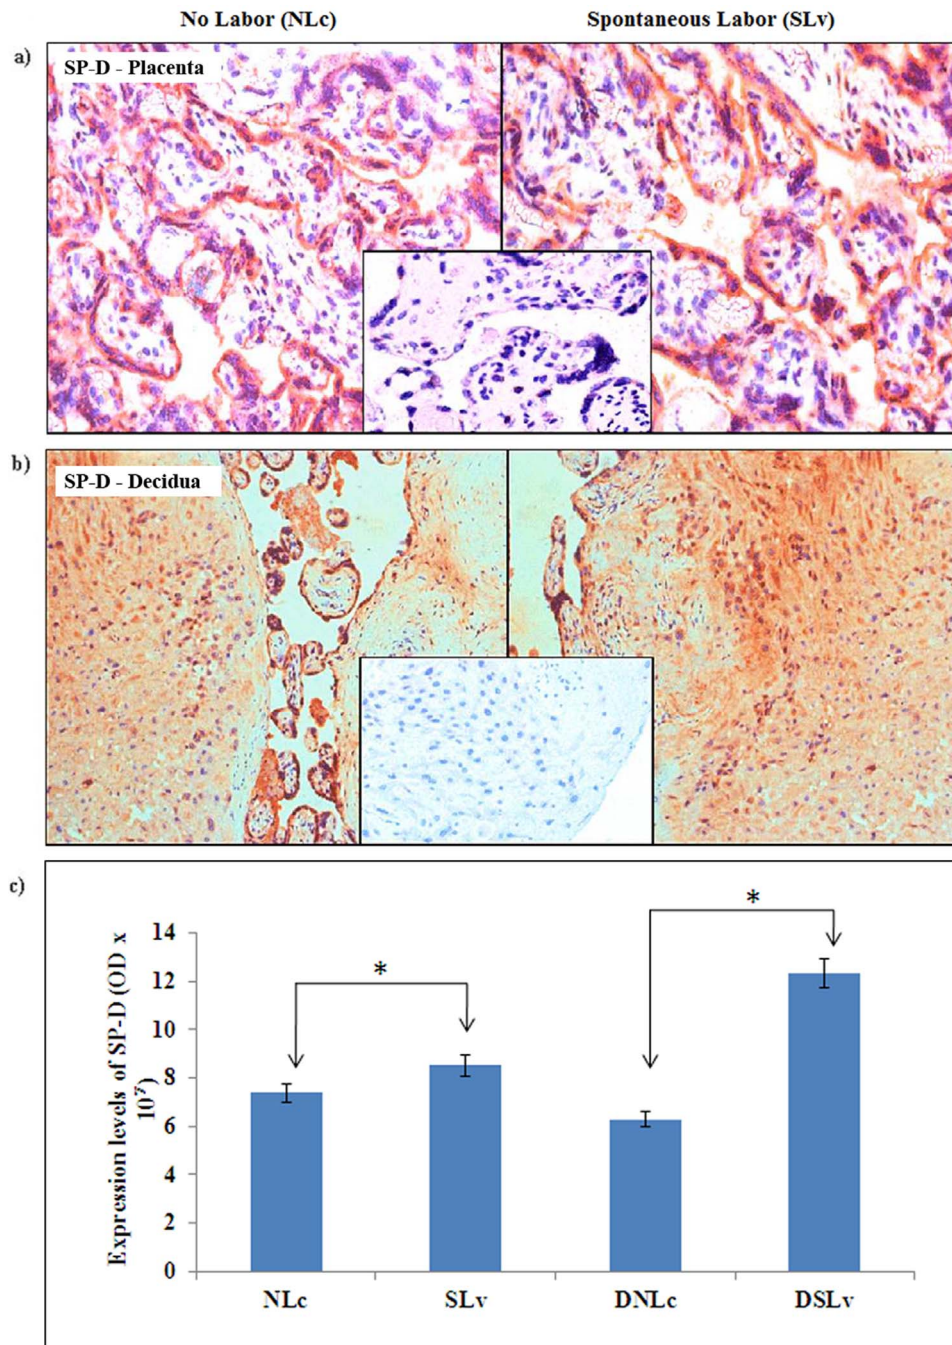 No Labor (NLc)
Spontaneous Labor (SLv)
a)
SP-D - Placenta
b)
SP-D - Decidua
c)
Expression levels of SP-D (OD x
10⁷)
14
12
10
8
6
4
2
0
*
*
NLc
SLv
DNLc
DSLv